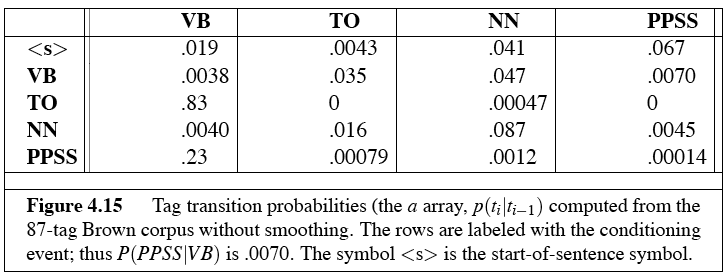 VB TO NN PPSS
<s> .019 .0043 .041 .067
VB .0038 .035 .047 .0070
TO .83 0 .00047 0
NN .0040 .016 .087 .0045
PPSS .23 .00079 .0012 .00014
Figure 4.15 Tag transition probabilities (the a array, p(ti|ti−1) computed from the
87-tag Brown corpus without smoothing. The rows are labeled with the conditioning
event; thus P(PPSS|VB) is .0070. The symbol <s> is the start-of-sentence symbol.